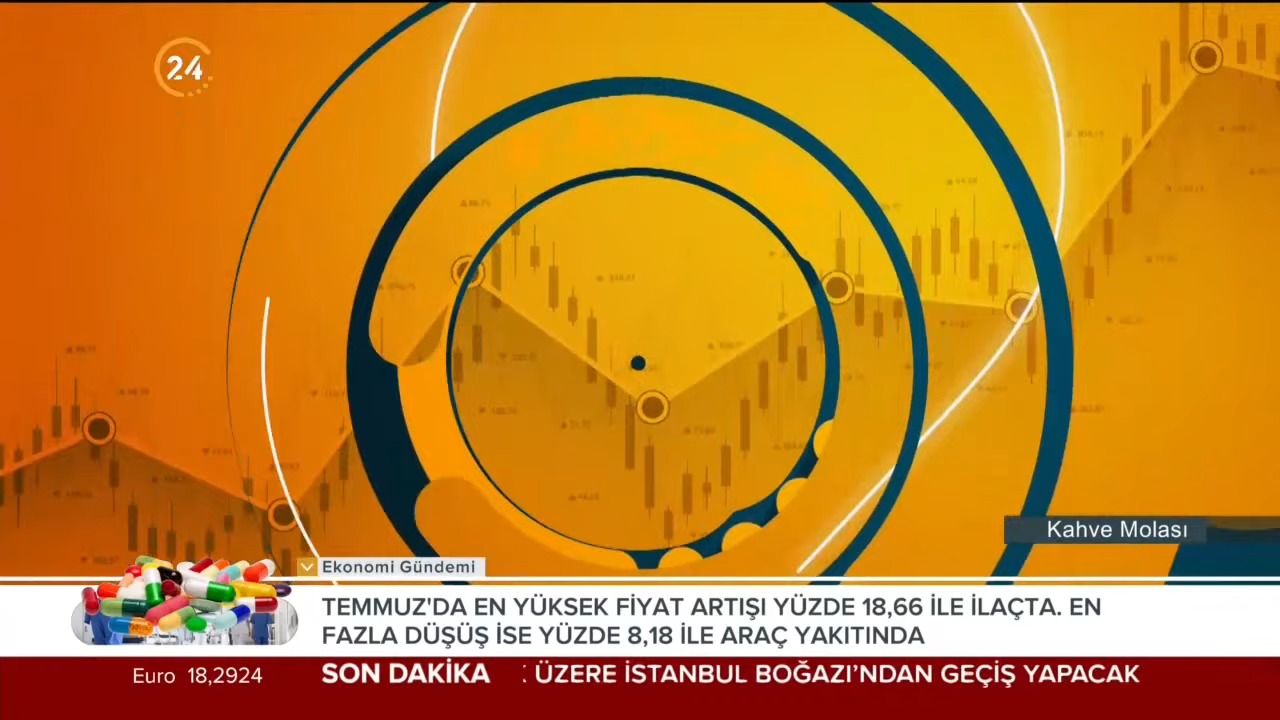 24
Kahve Molası
Ekonomi Gündemi
TEMMUZ'DA EN YÜKSEK FİYAT ARTIŞI YÜZDE 18,66 İLE İLAÇTA. EN
FAZLA DÜŞÜŞ İSE YÜZDE 8,18 İLE ARAÇ YAKITINDA
Euro 18,2924
SON DAKİKA
ÜZERE İSTANBUL BOĞAZI’NDAN GEÇİŞ YAPACAK